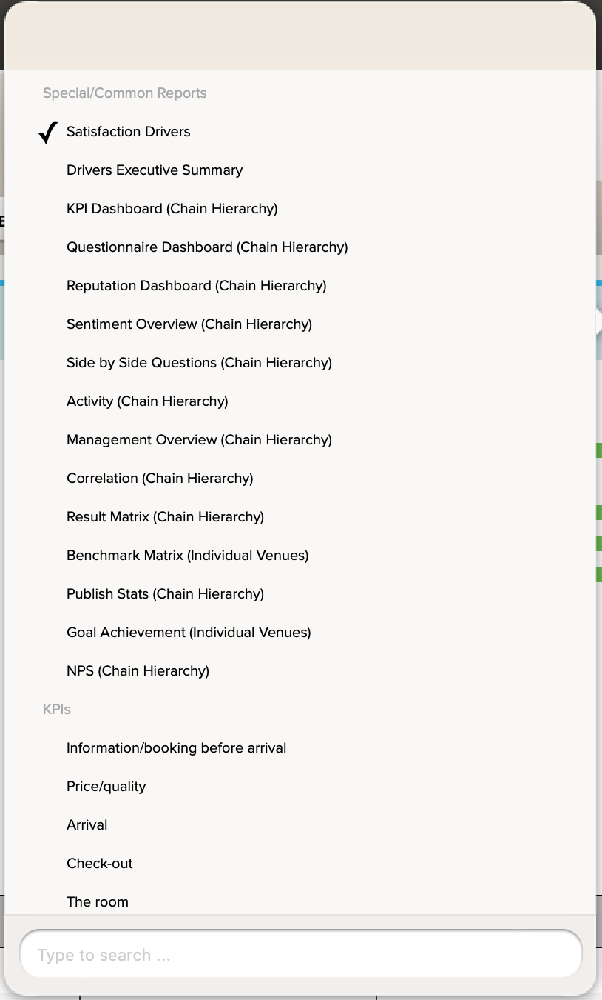 Special/Common Reports
Satisfaction Drivers
Drivers Executive Summary
KPI Dashboard (Chain Hierarchy)
Questionnaire Dashboard (Chain Hierarchy)
Reputation Dashboard (Chain Hierarchy)
Sentiment Overview (Chain Hierarchy)
Side by Side Questions (Chain Hierarchy)
Activity (Chain Hierarchy)
Management Overview (Chain Hierarchy)
Correlation (Chain Hierarchy)
Result Matrix (Chain Hierarchy)
Benchmark Matrix (Individual Venues)
Publish Stats (Chain Hierarchy)
Goal Achievement (Individual Venues)
NPS (Chain Hierarchy)
KPIs
Information/booking before arrival
Price/quality
Arrival
Check-out
The room
Type to search ...